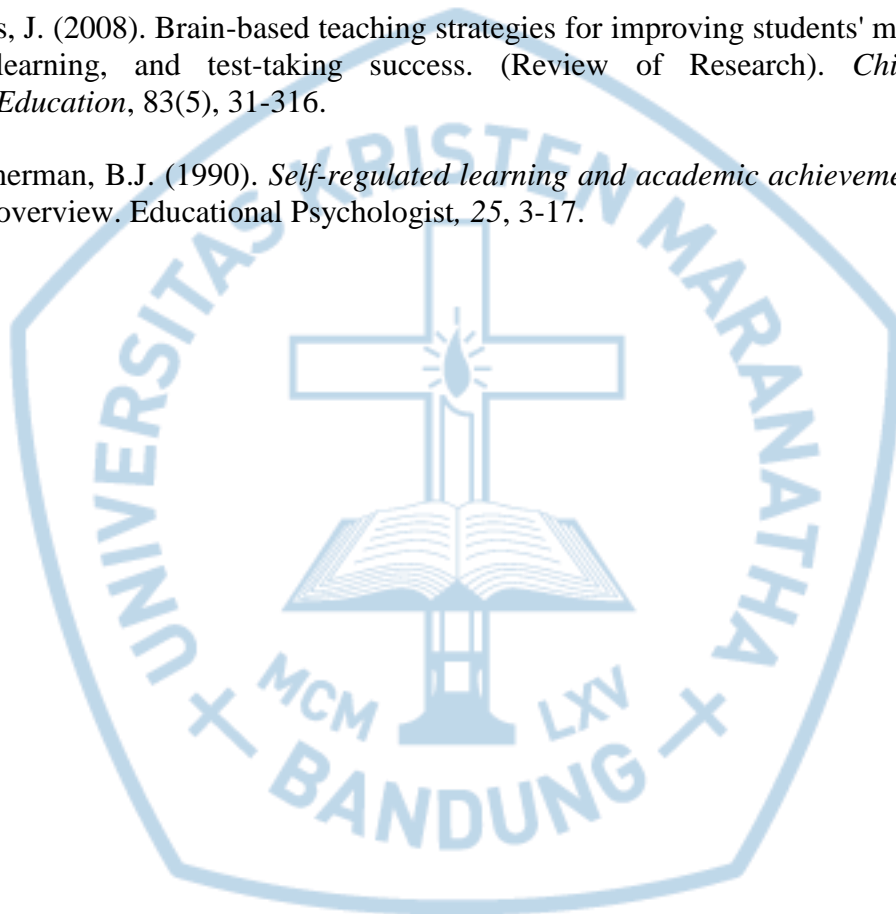 s, J. (2008). Brain-based teaching strategies for improving students' m
learning, and test-taking success. (Review of Research). Chi
Education, 83(5), 31-316.
nerman, B.J. (1990). Self-regulated learning and academic achieveme
overview. Educational Psychologist, 25, 3-17.
UNIVERSITAS KRISTEN MARANATHA
MCM LXV
BANDUNG